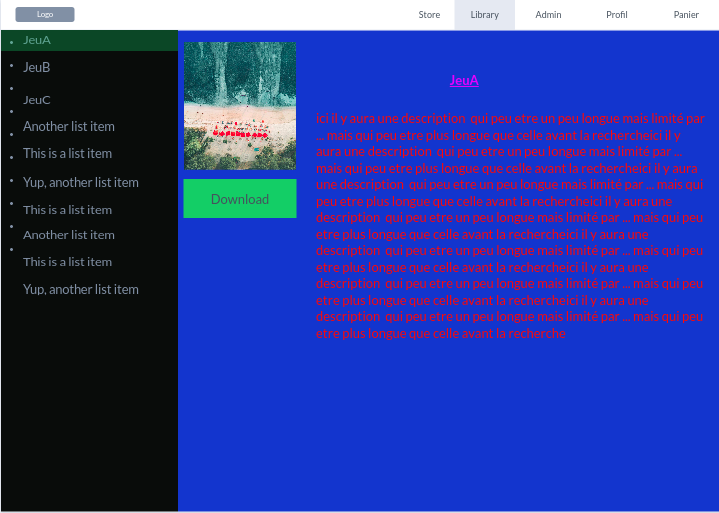 Logo
Store
Library
Admin
Profil
Panier
JeuA
JeuB
JeuC
Another list item
This is a list item
Yup, another list item
This is a list item
Another list item
This is a list item
Yup, another list item
Download
JeuA
ici il y aura une description qui peu etre un peu longue mais limité par
... mais qui peu etre plus longue que celle avant la rechercheici il y
aura une description qui peu etre un peu longue mais limité par ...
mais qui peu etre plus longue que celle avant la rechercheici il y aura
une description qui peu etre un peu longue mais limité par ... mais qui
peu etre plus longue que celle avant la rechercheici il y aura une
description qui peu etre un peu longue mais limité par ... mais qui peu
etre plus longue que celle avant la rechercheici il y aura une
description qui peu etre un peu longue mais limité par ... mais qui peu
etre plus longue que celle avant la rechercheici il y aura une
description qui peu etre un peu longue mais limité par ... mais qui peu
etre plus longue que celle avant la rechercheici il y aura une
description qui peu etre un peu longue mais limité par ... mais qui peu
etre plus longue que celle avant la recherche